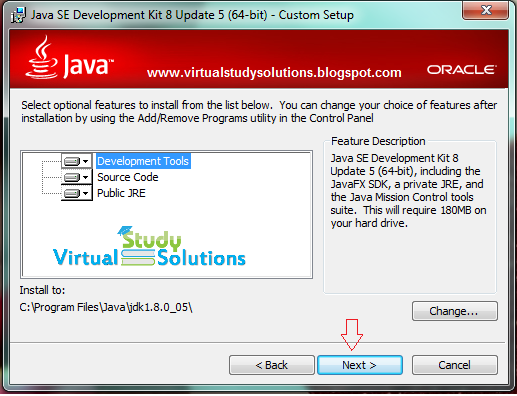 Java SE Development Kit 8 Update 5 (64-bit) - Custom Setup
Java™
www.virtualstudysolutions.blogspot.com
ORACLE
Select optional features to install from the list below. You can change your choice of features after
installation by using the Add/Remove Programs utility in the Control Panel
Development Tools
Source Code
Public JRE
Study
Virtual Solutions
Feature Description
Java SE Development Kit 8
Update 5 (64-bit), including the
JavaFX SDK, a private JRE, and
the Java Mission Control tools
suite. This will require 180MB on
your hard drive.
Install to:
C:\Program Files\Java\jdk1.8.0_05\
Change...
< Back
Next >
Cancel